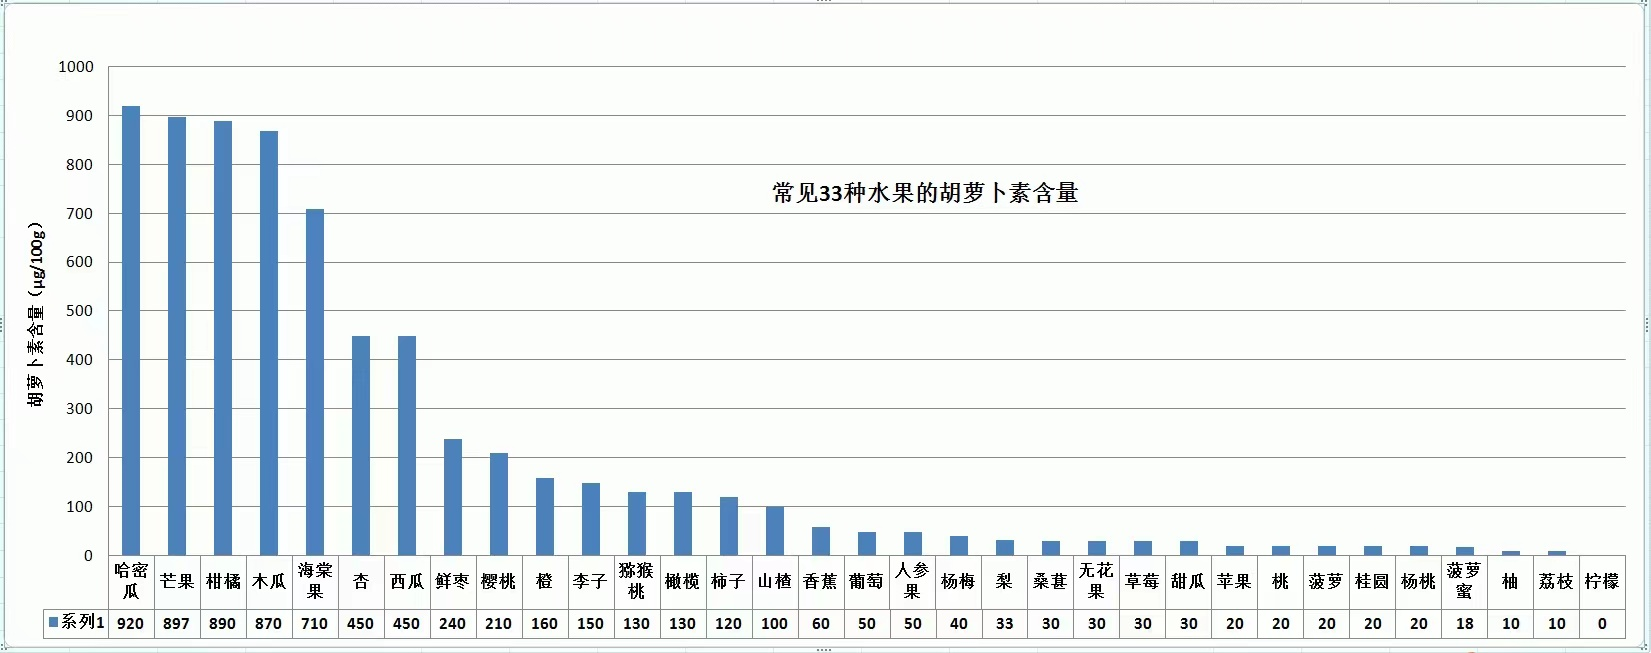 常见33种水果的胡萝卜素含量
胡萝卜素含量（μg/100g）
1000
900
800
700
600
500
400
300
200
100
0
哈密瓜 芒果 柑橘 木瓜 海棠果 杏 西瓜 鲜枣 樱桃 橙 李子 猕猴桃 橄榄 柿子 山楂 香蕉 葡萄 人参果 杨梅 梨 桑葚 无花果 草莓 甜瓜 苹果 桃 菠萝 桂圆 杨桃 菠萝蜜 柚 荔枝 柠檬
系列1 920 897 890 870 710 450 450 240 210 160 150 130 130 120 100 60 50 50 40 33 30 30 30 30 20 20 20 20 20 18 10 10 0